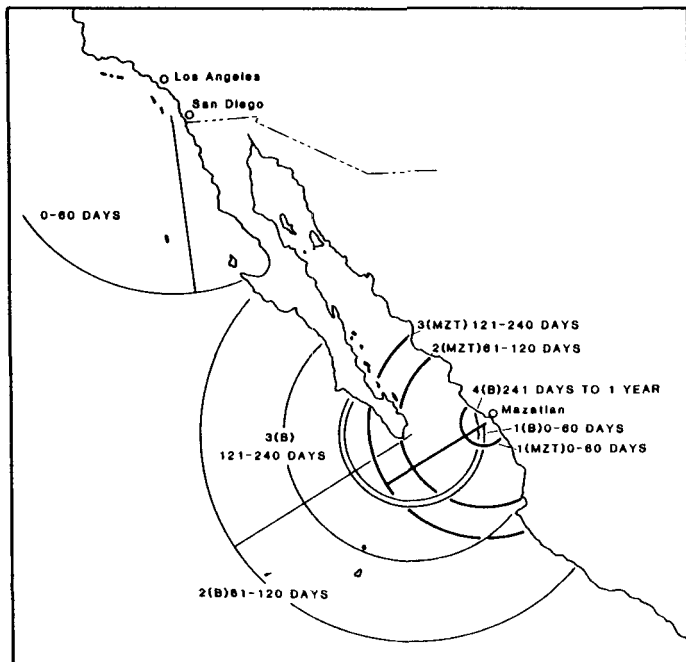 Los Angeles
San Diego
0-60 DAYS
3(MZT) 121-240 DAYS
2(MZT) 61-120 DAYS
4(B) 241 DAYS TO 1 YEAR
Mazatlan
1(B) 0-60 DAYS
1(MZT) 0-60 DAYS
3(B)
121-240 DAYS
2(B) 61-120 DAYS